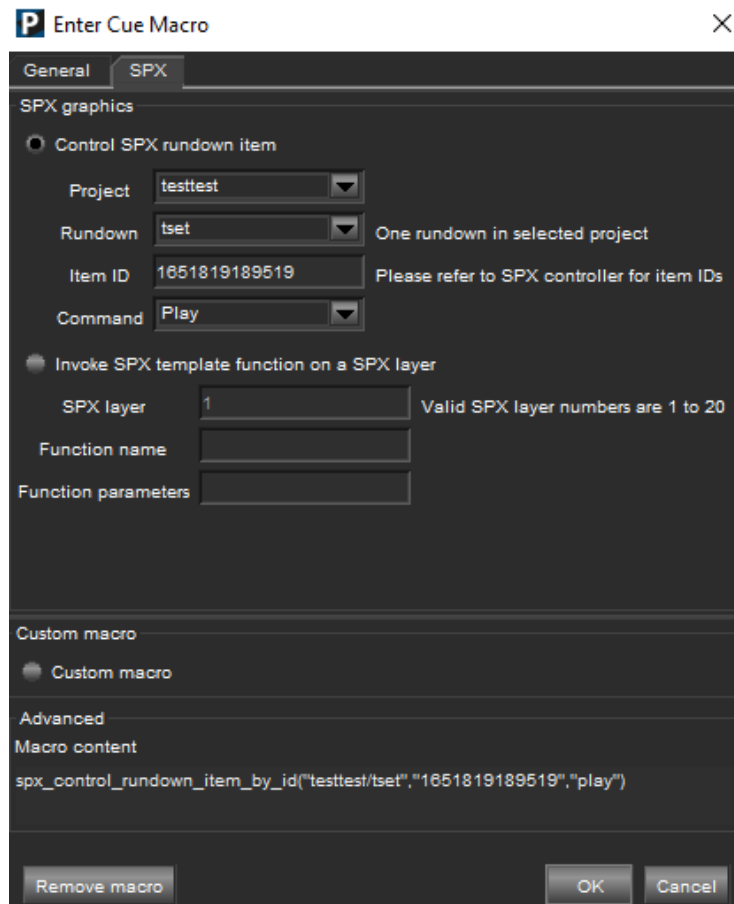 P Enter Cue Macro
General SPX
SPX graphics
Control SPX rundown item
Project testtest
Rundown tset One rundown in selected project
Item ID 1651819189519 Please refer to SPX controller for item IDs
Command Play
Invoke SPX template function on a SPX layer
SPX layer 1 Valid SPX layer numbers are 1 to 20
Function name
Function parameters
Custom macro
Custom macro
Advanced
Macro content
spx_control_rundown_item_by_id("testtest/tset","1651819189519","play")
Remove macro OK Cancel